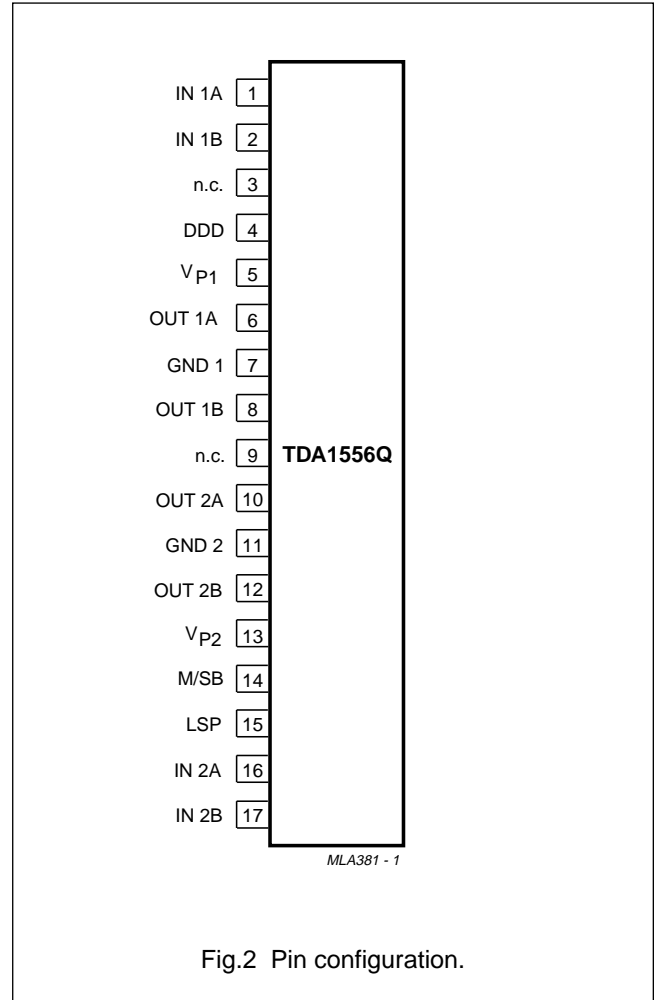 IN 1A 1
IN 1B 2
n.c. 3
DDD 4
VP1 5
OUT 1A 6
GND 1 7
OUT 1B 8
n.c. 9 TDA1556Q
OUT 2A 10
GND 2 11
OUT 2B 12
VP2 13
M/SB 14
LSP 15
IN 2A 16
IN 2B 17
MLA381 - 1
Fig.2 Pin configuration.